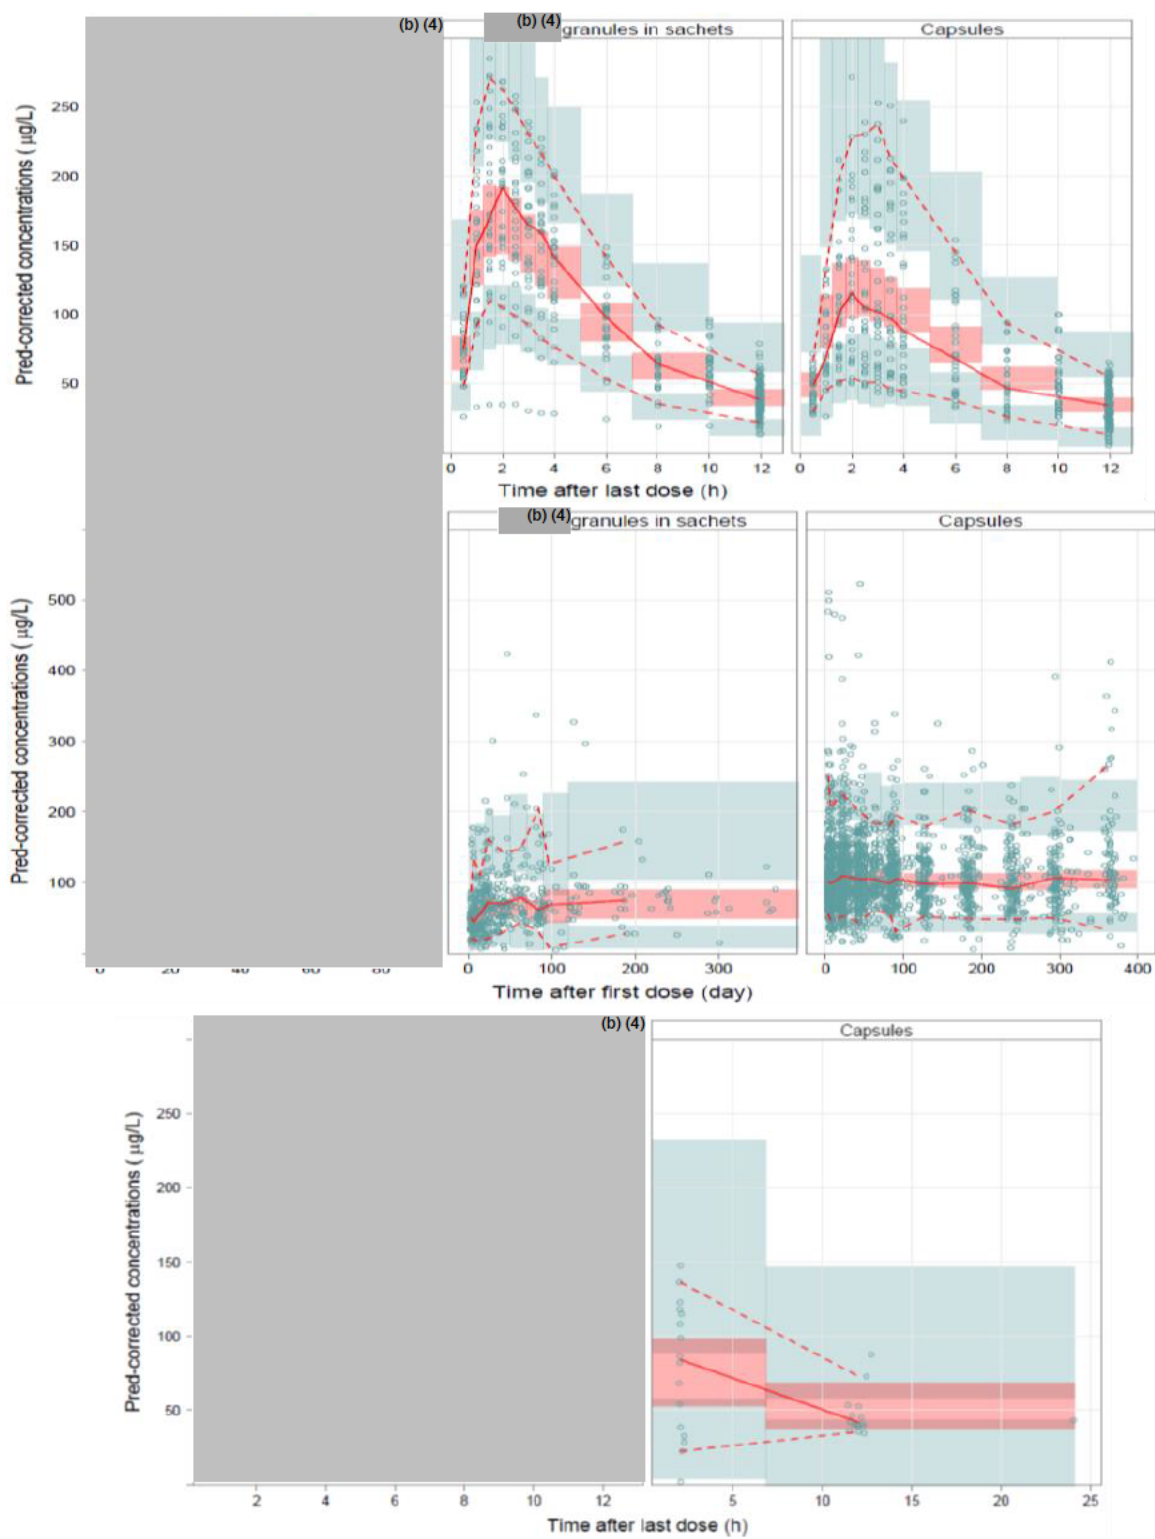 (b) (4)
(b) (4)
granules in sachets
Capsules
Pred-corrected concentrations ( µg/L)
250
200
150
100
50
0 2 4 6 8 10 12
0 2 4 6 8 10 12
Time after last dose (h)
(b) (4)
granules in sachets
Capsules
Pred-corrected concentrations ( µg/L)
500
400
300
200
100
0 100 200 300
0 100 200 300 400
Time after first dose (day)
(b) (4)
Capsules
Pred-corrected concentrations ( µg/L)
250
200
150
100
50
2 4 6 8 10 12
5 10 15 20 25
Time after last dose (h)